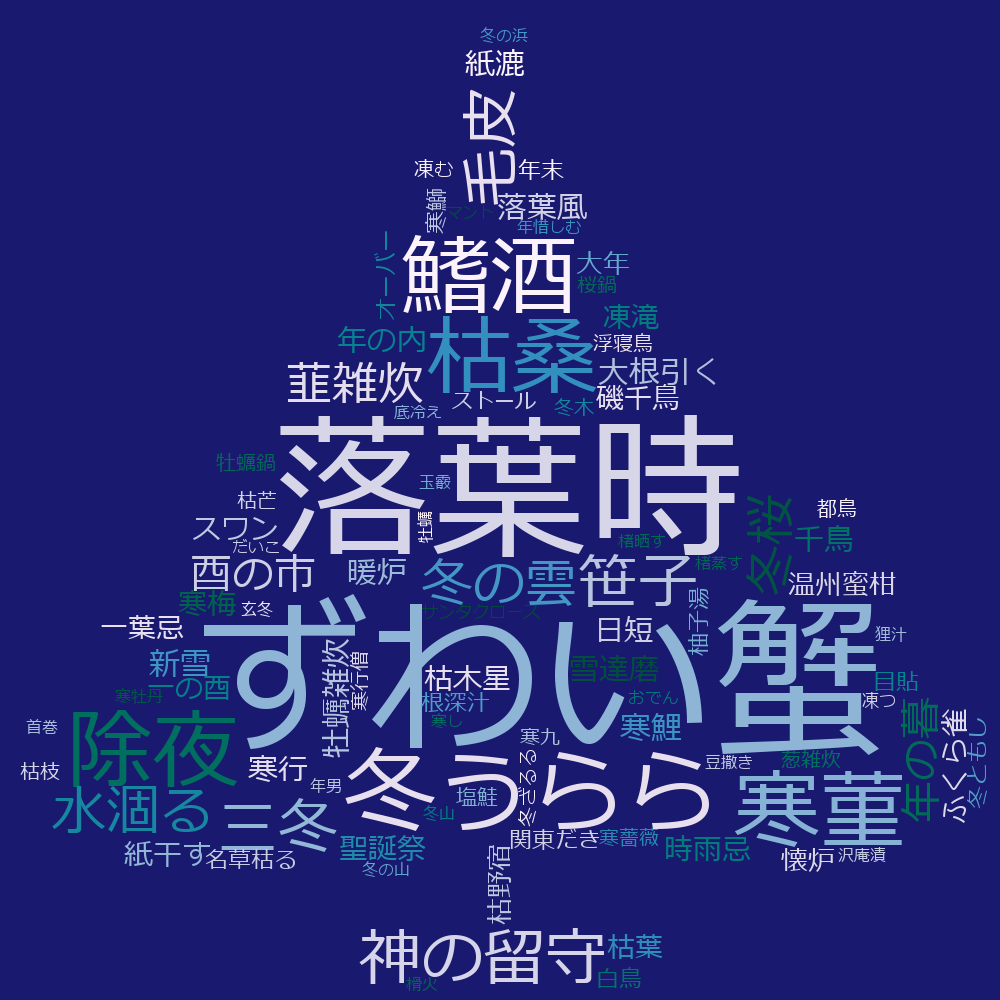 冬の浜
紙漉
毛皮
凍む
年末
寒鰤
マント
落葉風
年惜しむ
オーバー
鰭酒
大年
桜鍋
年の内
枯桑
凍滝
浮寝鳥
韮雑炊
大根引く
底冷え
ストール
冬木
磯千鳥
落葉時
牡蠣鍋
玉霰
枯芒
スワン
牡蠣
だいこ
楮晒す
冬桜
都鳥
千鳥
酉の市
暖炉
冬の雲
笹子
楮蒸す
温州蜜柑
寒梅
玄冬
サンタクロース
柚子湯
一葉忌
ずわい蟹
日短
狸汁
新雪
一の酉
牡蠣雑炊
寒行僧
枯木星
雪達磨
目貼
寒牡丹
根深汁
おでん
凍つ
首巻
除夜
寒し
寒鯉
年の暮
ふくら雀
冬ともし
枯枝
寒行
寒九
豆撒き
葱雑炊
年男
冬うらら
冬ざるる
塩鮭
寒菫
水涸る
三冬
冬山
紙干す
名草枯る
聖誕祭
冬の山
関東だき
寒薔薇
時雨忌
懐炉
沢庵漬
枯野宿
神の留守
枯葉
白鳥
榾火